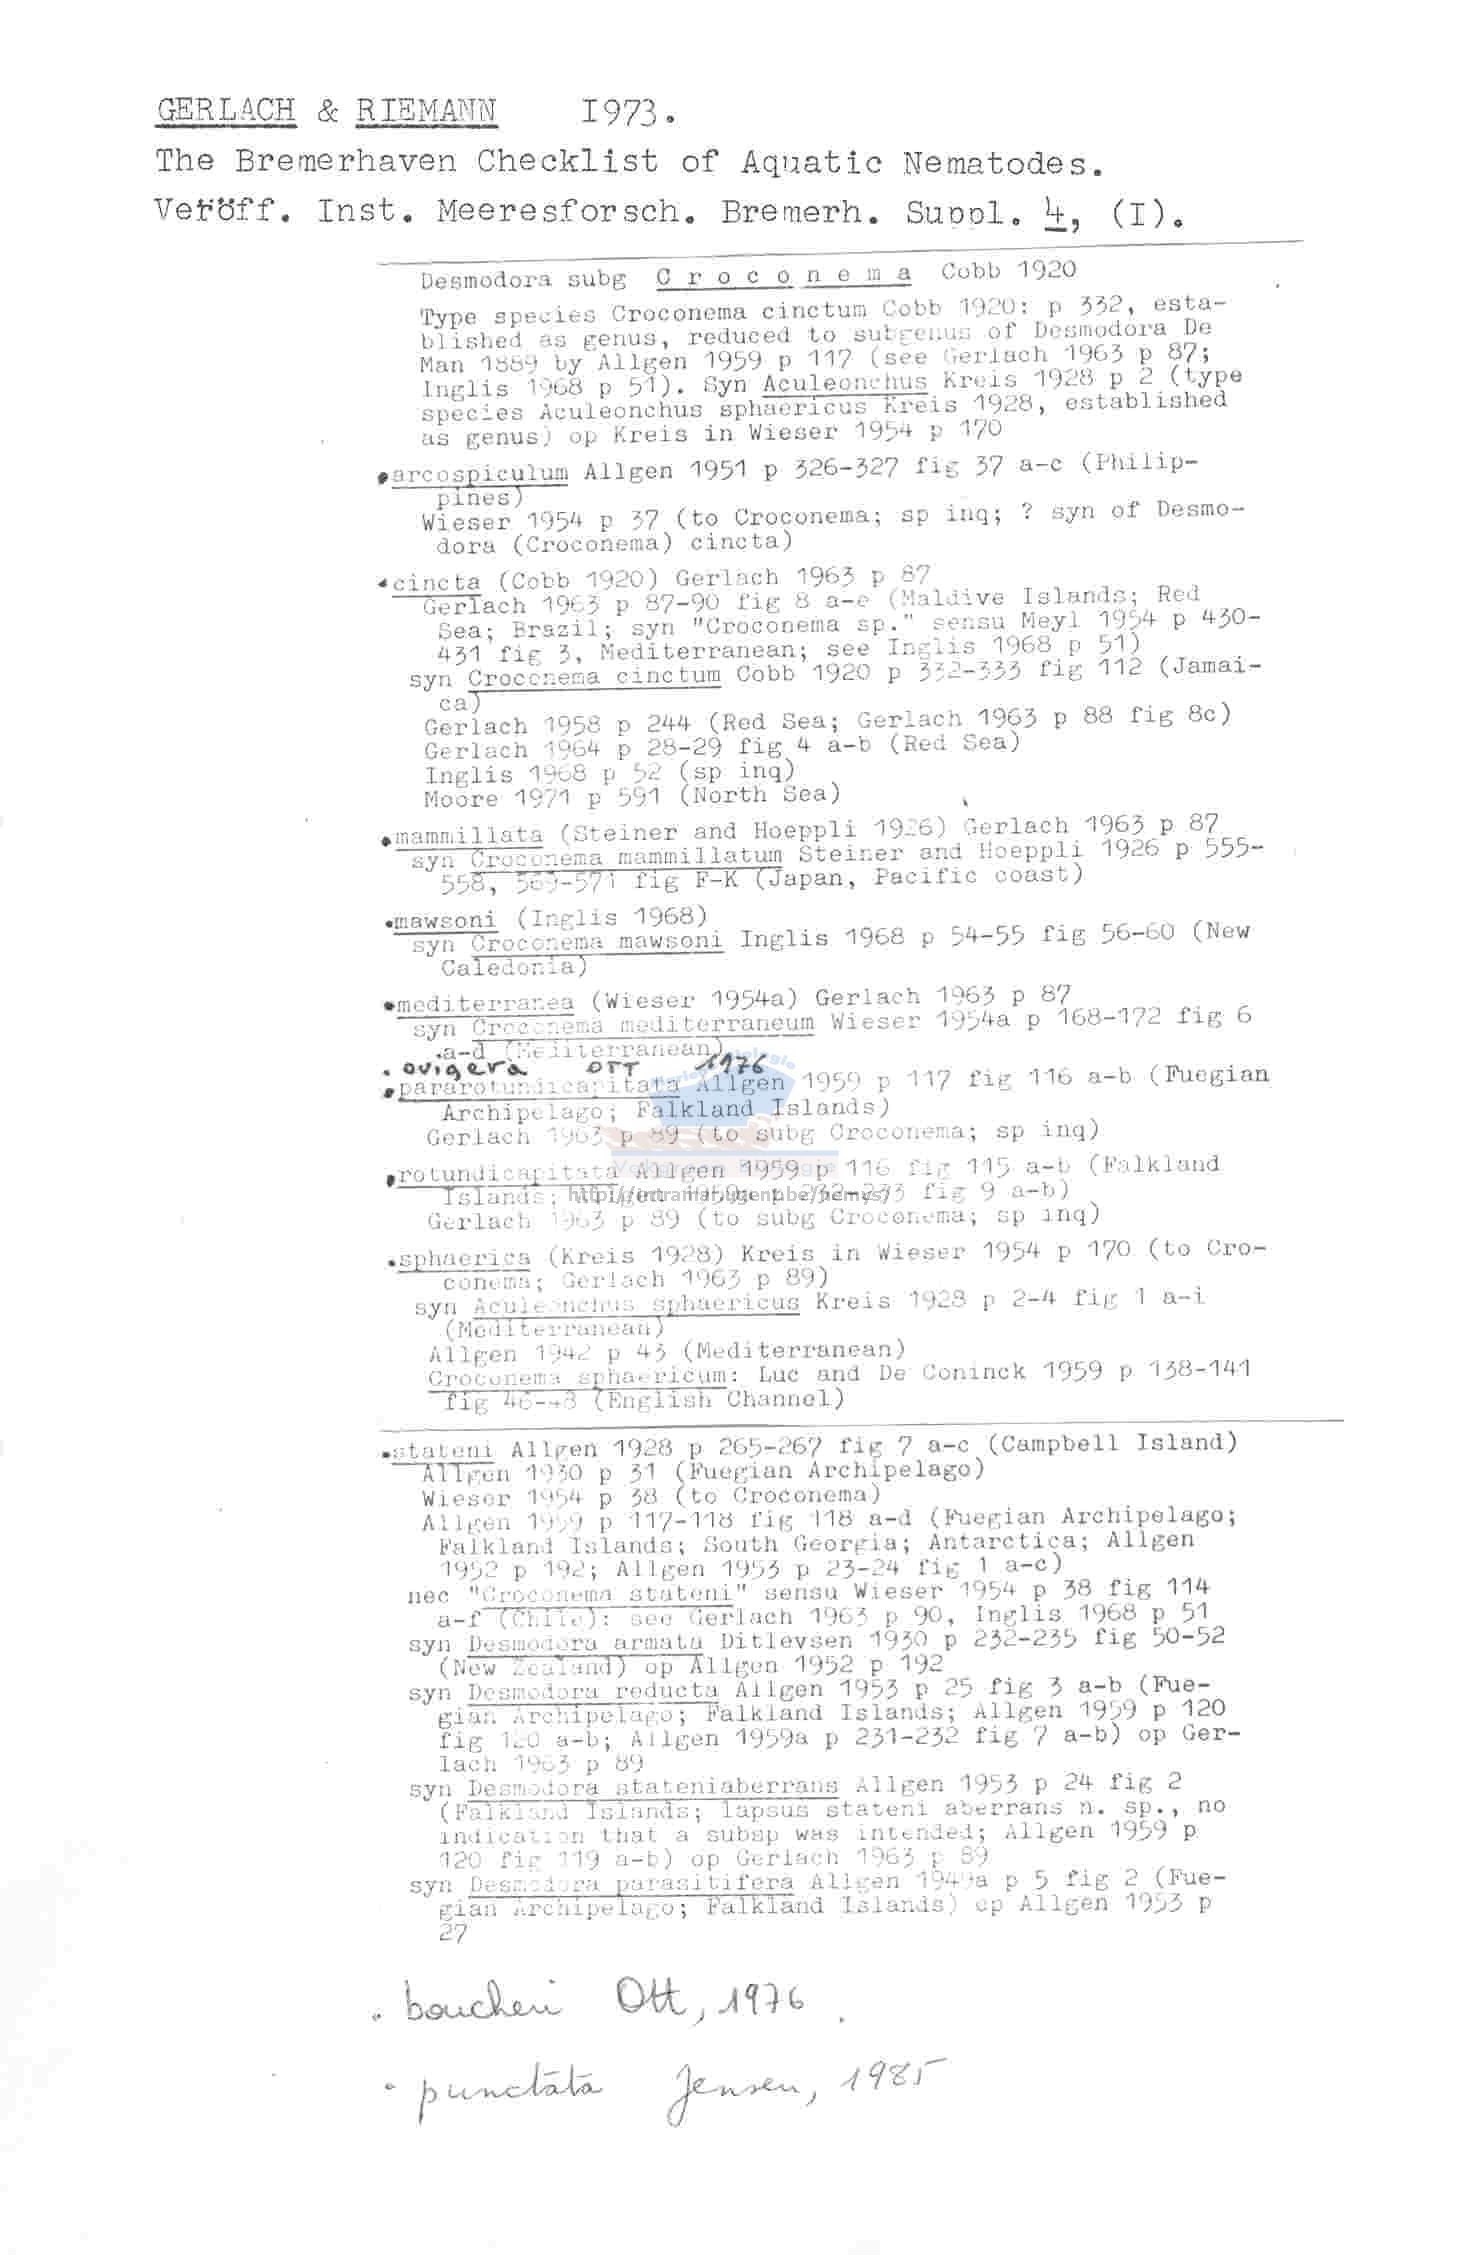 GERLACH & RIEMANN 1973.
The Bremerhaven Checklist of Aquatic Nematodes.
Veröff. Inst. Meeresforsch. Bremerh. Suppl. 4, (I).
Desmodora subg Croconema Cobb 1920
Type species Croconema cinctum Cobb 1920: p 332, esta-
blished as genus, reduced to subgenus of Desmodora De
Man 1889 by Allgen 1959 p 117 (see Gerlach 1963 p 87;
Inglis 1968 p 51). Syn Aculeonchus Kreis 1928 p 2 (type
species Aculeonchus sphaericus Kreis 1928, established
as genus) op Kreis in Wieser 1954 p 170
•arcospiculum Allgen 1951 p 326-327 fig 37 a-c (Philip-
pines)
Wieser 1954 p 37 (to Croconema; sp inq; ? syn of Desmo-
dora (Croconema) cincta)
•cincta (Cobb 1920) Gerlach 1963 p 87
Gerlach 1963 p 87-90 fig 8 a-e (Maldive Islands; Red
Sea; Brazil; syn "Croconema sp." sensu Meyl 1954 p 430-
431 fig 3, Mediterranean; see Inglis 1968 p 51)
syn Croconema cinctum Cobb 1920 p 332-333 fig 112 (Jamai-
ca)
Gerlach 1958 p 244 (Red Sea; Gerlach 1963 p 88 fig 8c)
Gerlach 1964 p 28-29 fig 4 a-b (Red Sea)
Inglis 1968 p 52 (sp inq)
Moore 1971 p 591 (North Sea)
•mammillata (Steiner and Hoeppli 1926) Gerlach 1963 p 87
syn Croconema mammillatum Steiner and Hoeppli 1926 p 555-
558, 569-571 fig F-K (Japan, Pacific coast)
•mawsoni (Inglis 1968)
syn Croconema mawsoni Inglis 1968 p 54-55 fig 56-60 (New
Caledonia)
•mediterranea (Wieser 1954a) Gerlach 1963 p 87
syn Croconema mediterraneum Wieser 1954a p 168-172 fig 6
a-d (Mediterranean)
• ovigera OTT 1976
•pararotundicapitata Allgen 1959 p 117 fig 116 a-b (Fuegian
Archipelago; Falkland Islands)
Gerlach 1963 p 89 (to subg Croconema; sp inq)
•rotundicapitata Allgen 1959 p 116 fig 115 a-b (Falkland
Islands; Allgen 1959a p 232-233 fig 9 a-b)
http://intramar.ugent.be/nemys/
Gerlach 1963 p 89 (to subg Croconema; sp inq)
•sphaerica (Kreis 1928) Kreis in Wieser 1954 p 170 (to Cro-
conema; Gerlach 1963 p 89)
syn Aculeonchus sphaericus Kreis 1928 p 2-4 fig 1 a-i
(Mediterranean)
Allgen 1942 p 43 (Mediterranean)
Croconema sphaericum: Luc and De Coninck 1959 p 138-141
fig 46-48 (English Channel)
•stateni Allgen 1928 p 265-267 fig 7 a-c (Campbell Island)
Allgen 1930 p 31 (Fuegian Archipelago)
Wieser 1954 p 38 (to Croconema)
Allgen 1959 p 117-118 fig 118 a-d (Fuegian Archipelago;
Falkland Islands; South Georgia; Antarctica; Allgen
1952 p 192; Allgen 1953 p 23-24 fig 1 a-c)
nec "Croconema stateni" sensu Wieser 1954 p 38 fig 114
a-f (Chile): see Gerlach 1963 p 90, Inglis 1968 p 51
syn Desmodora armata Ditlevsen 1930 p 232-235 fig 50-52
(New Zealand) op Allgen 1952 p 192
syn Desmodora reducta Allgen 1953 p 25 fig 3 a-b (Fue-
gian Archipelago; Falkland Islands; Allgen 1959 p 120
fig 120 a-b; Allgen 1959a p 231-232 fig 7 a-b) op Ger-
lach 1963 p 89
syn Desmodora stateniaberrans Allgen 1953 p 24 fig 2
(Falkland Islands; lapsus stateni aberrans n. sp., no
indication that a subsp was intended; Allgen 1959 p
120 fig 119 a-b) op Gerlach 1963 p 89
syn Desmodora parasitifera Allgen 1949a p 5 fig 2 (Fue-
gian Archipelago; Falkland Islands) op Allgen 1953 p
27
• boucheri Ott, 1976
• punctata Jensen, 1985